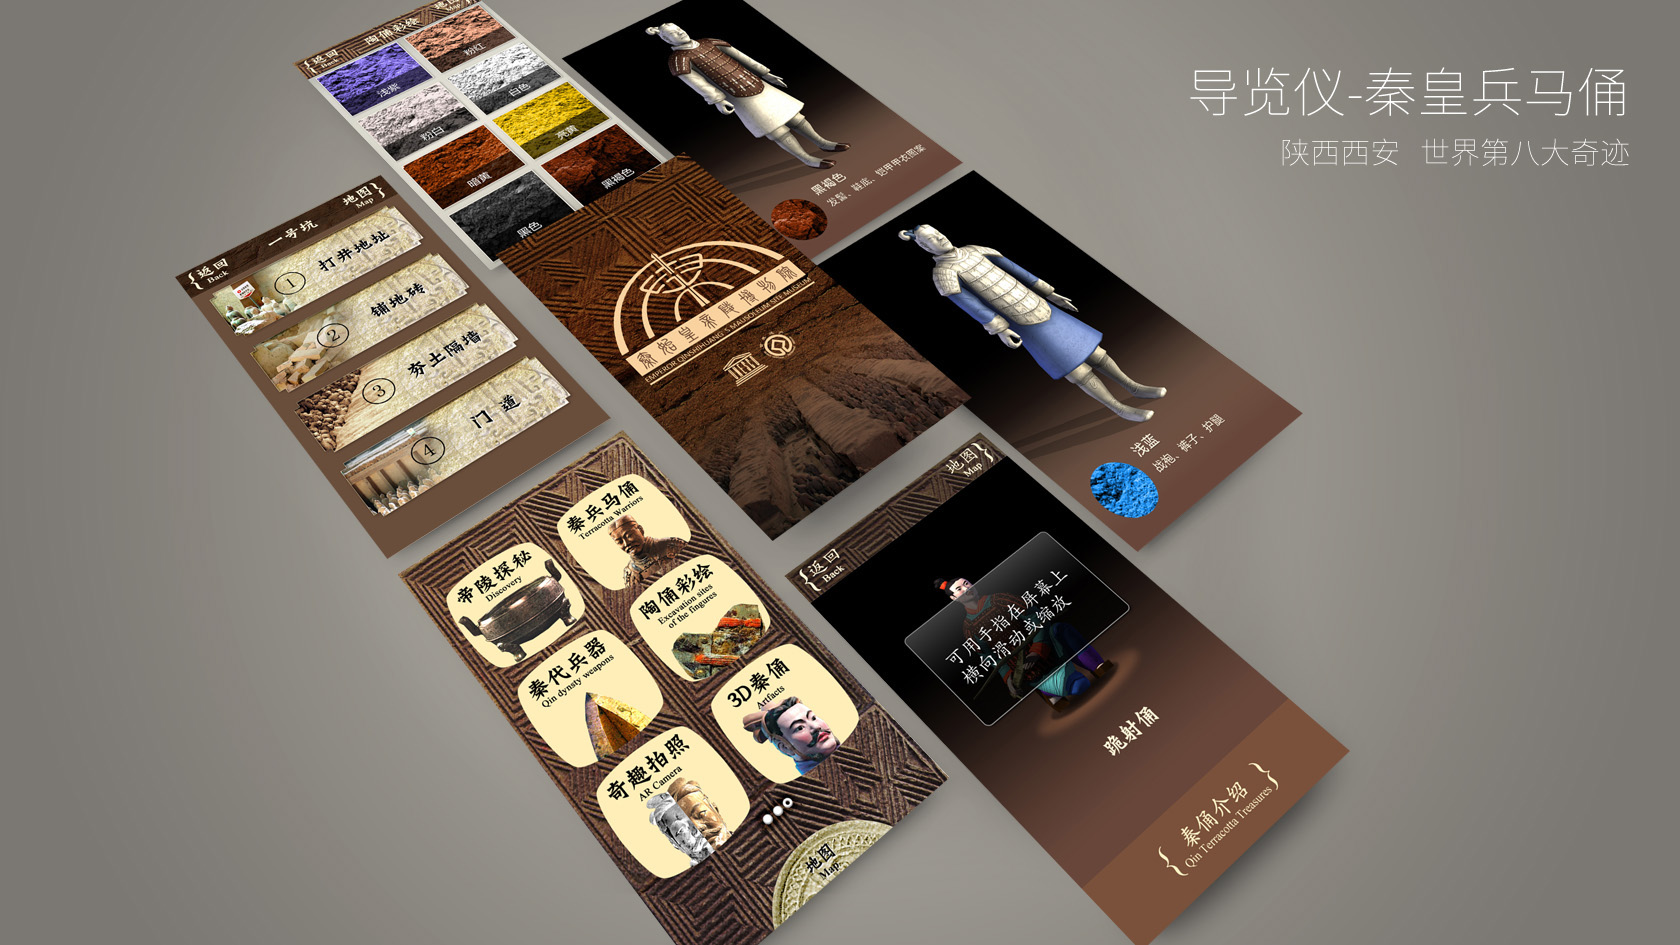 导览仪-秦皇兵马俑
陕西西安 世界第八大奇迹
返回
Back
陶俑彩绘
地图
Map
浅紫
粉红
粉白
白色
暗黄
亮黄
黑色
黑褐色
黑褐色
发髻、鞋底、铠甲甲衣图案
返回
Back
一号坑
地图
Map
1
打井地址
2
铺地砖
3
夯土隔墙
4
门道
秦始皇帝陵博物院
EMPEROR QINSHIHUANG'S MAUSOLEUM SITE MUSEUM
浅蓝
战袍、裤子、护腿
秦兵马俑
Terracotta Warriors
帝陵探秘
Discovery
陶俑彩绘
Excavation sites
of the fingures
秦代兵器
Qin dynsty weapons
3D秦俑
Artfacts
奇趣拍照
AR Camera
地图
Map
返回
Back
地图
Map
可用手指在屏幕上
横向滑动或缩放
跪射俑
秦俑介绍
Qin Terracotta Treasures